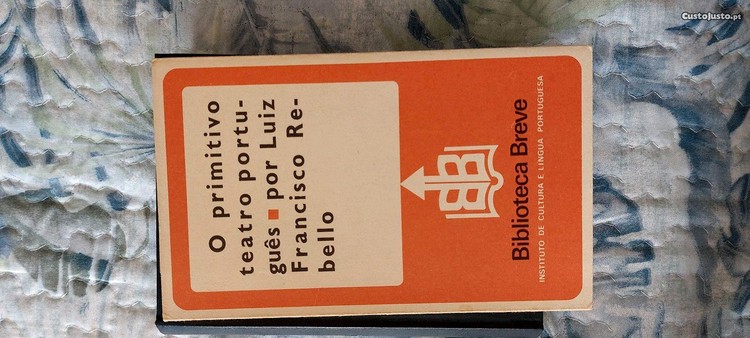 O primitivo
teatro portu-
guês ■ por Luiz
Francisco Re-
bello
Biblioteca Breve
INSTITUTO DE CULTURA E LÍNGUA PORTUGUESA
CustoJusto.pt